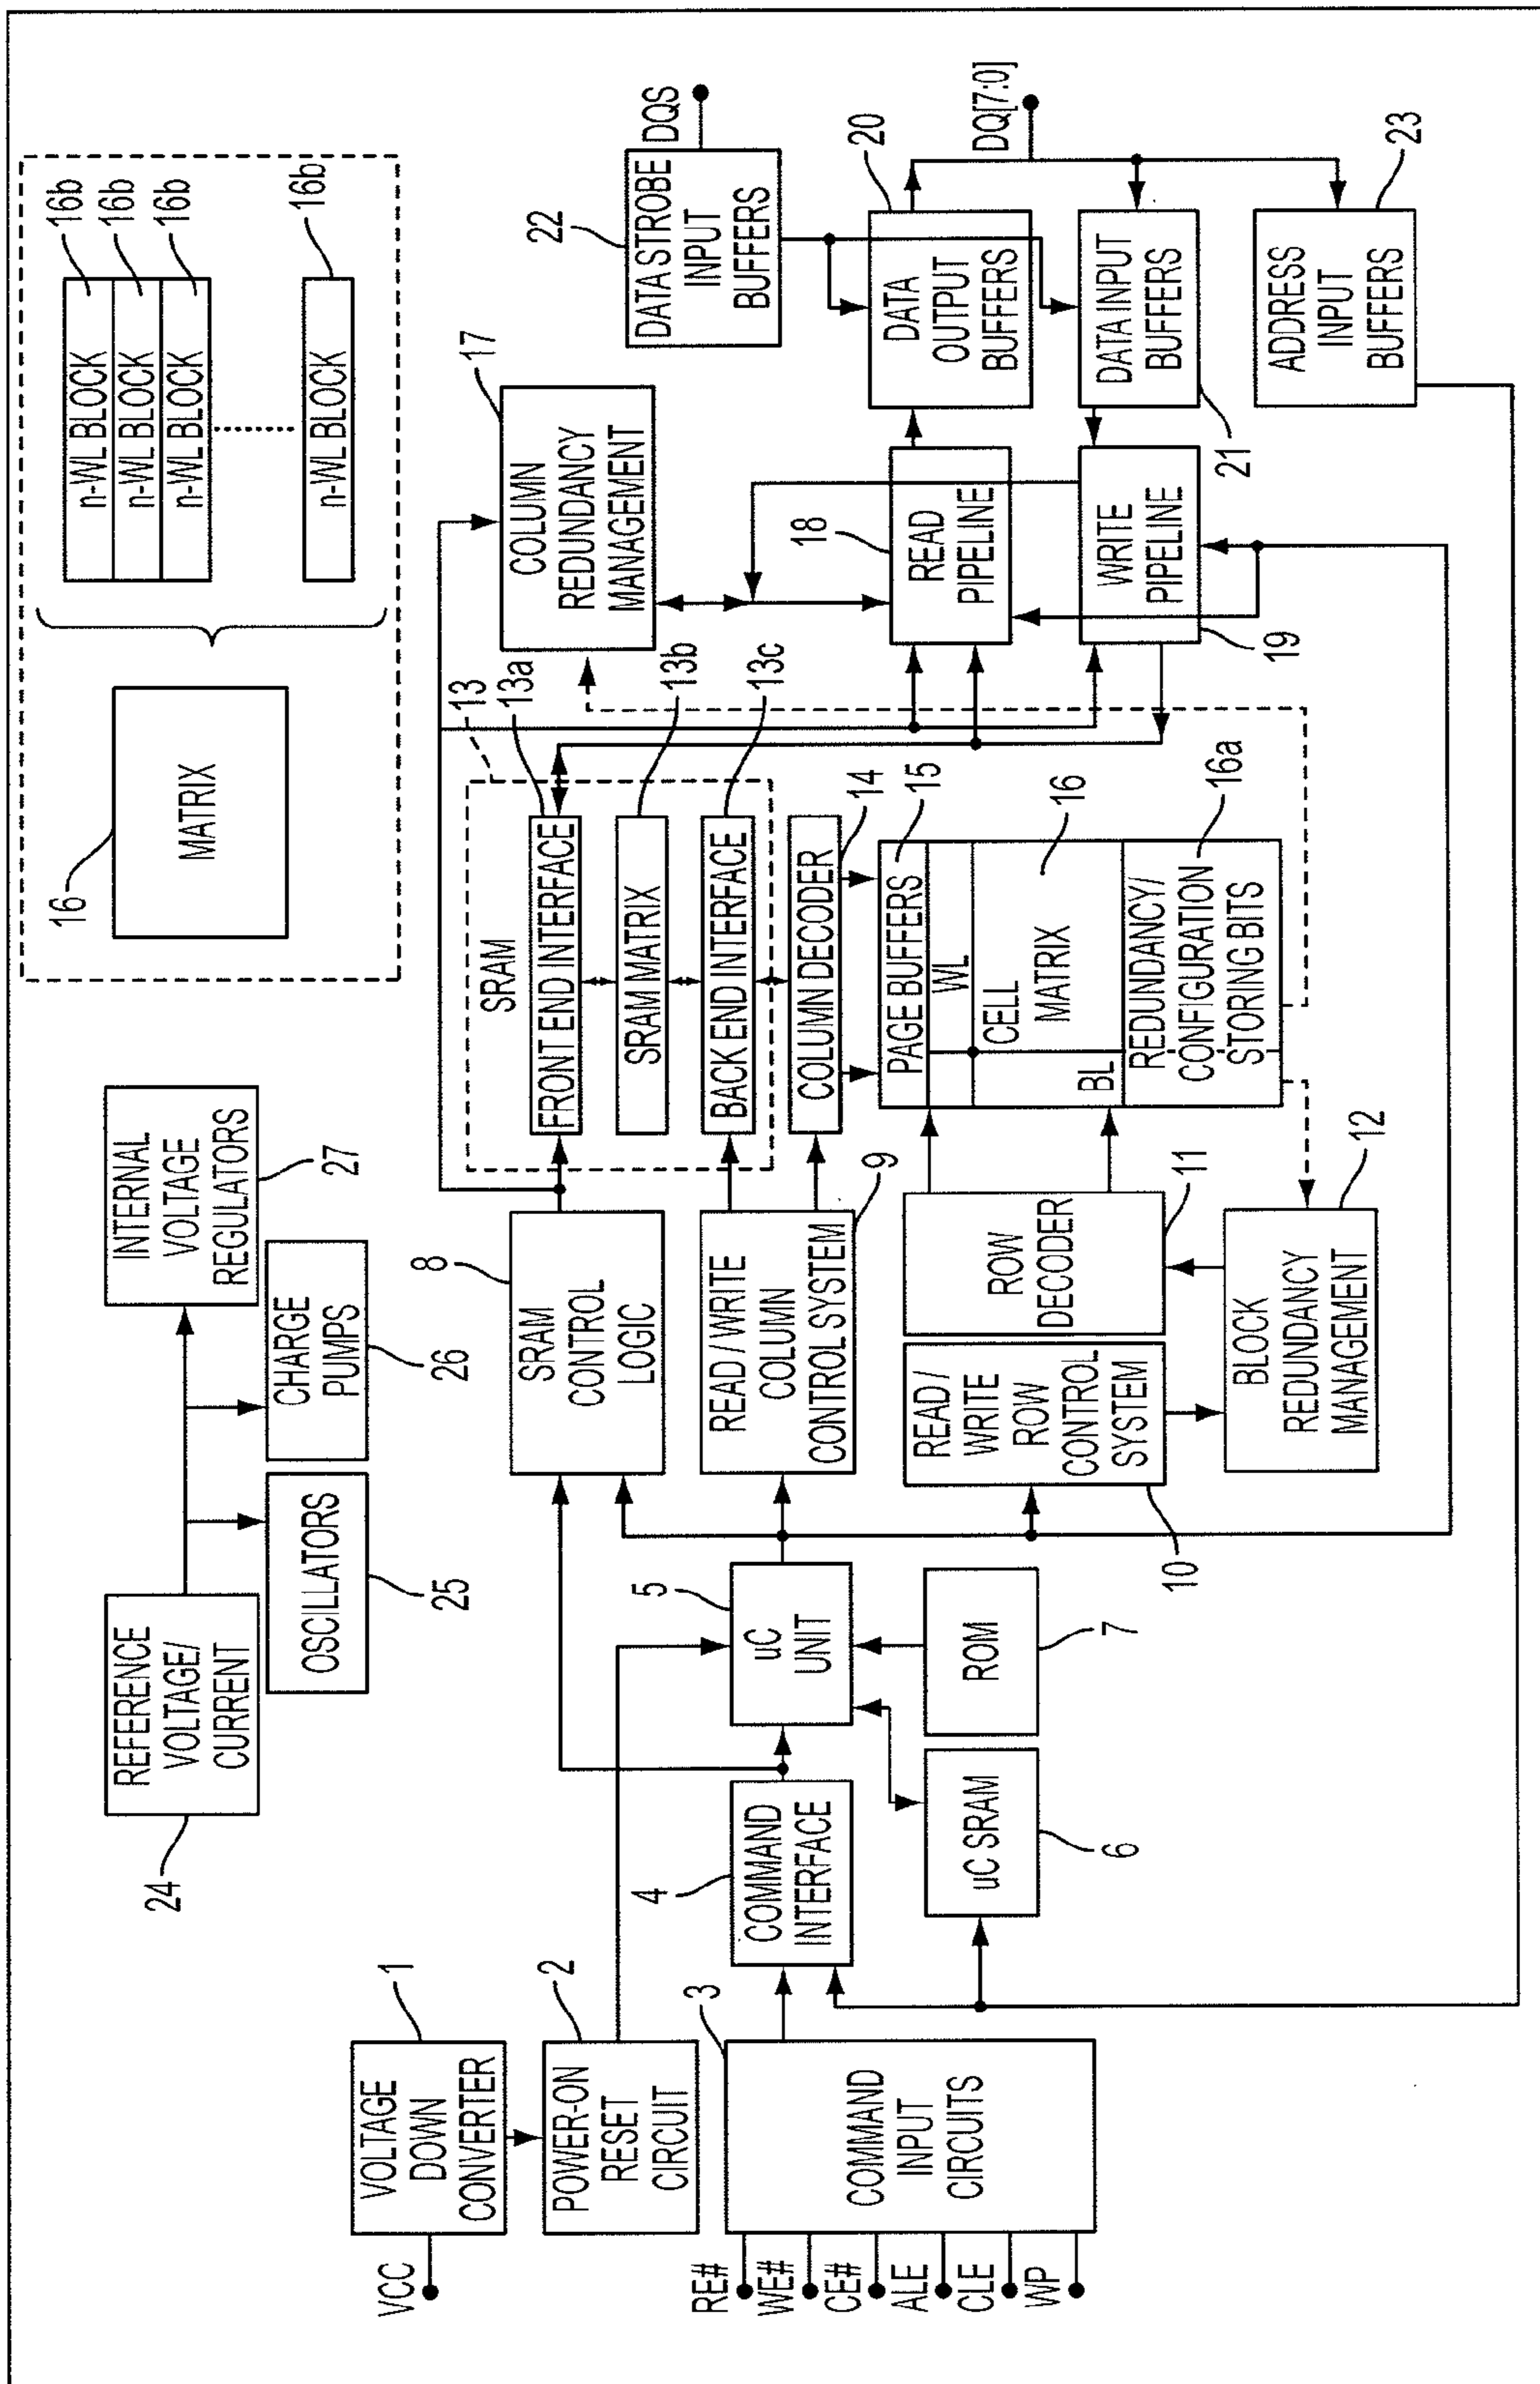 VCC
VOLTAGE
DOWN
CONVERTER
1
POWER-ON
RESET
CIRCUIT
2
RE#
WE#
CE#
ALE
CLE
WP
COMMAND
INPUT
CIRCUITS
3
COMMAND
INTERFACE
4
uC
UNIT
5
uC SRAM
6
ROM
7
REFERENCE
VOLTAGE/
CURRENT
24
OSCILLATORS
25
CHARGE
PUMPS
26
INTERNAL
VOLTAGE
REGULATORS
27
SRAM
CONTROL
LOGIC
8
READ / WRITE
COLUMN
CONTROL SYSTEM
9
READ /
WRITE
ROW
CONTROL
SYSTEM
10
ROW
DECODER
11
BLOCK
REDUNDANCY
MANAGEMENT
12
SRAM
13
FRONT END INTERFACE
13a
SRAM MATRIX
13b
BACK END INTERFACE
13c
COLUMN DECODER
14
PAGE BUFFERS
15
WL
CELL
MATRIX
16
BL
REDUNDANCY/
CONFIGURATION
STORING BITS
16a
16
MATRIX
n-WL BLOCK
16b
n-WL BLOCK
16b
n-WL BLOCK
16b
n-WL BLOCK
16b
COLUMN
REDUNDANCY
MANAGEMENT
17
READ
PIPELINE
18
WRITE
PIPELINE
19
DATA STROBE
INPUT
BUFFERS
22
DQS
DATA
OUTPUT
BUFFERS
20
DQ[7:0]
DATA INPUT
BUFFERS
21
ADDRESS
INPUT
BUFFERS
23